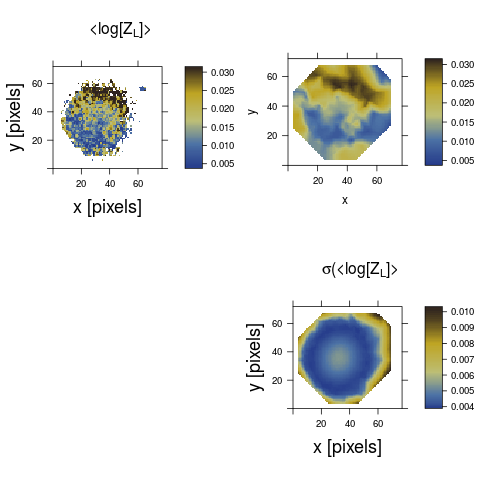 <log[Z_L]>
60
40
20
20 40 60
x [pixels]
y [pixels]
0.030
0.025
0.020
0.015
0.010
0.005
60
40
20
20 40 60
x
y
0.030
0.025
0.020
0.015
0.010
0.005
σ(<log[Z_L]>
60
40
20
20 40 60
x [pixels]
y [pixels]
0.010
0.009
0.008
0.007
0.006
0.005
0.004